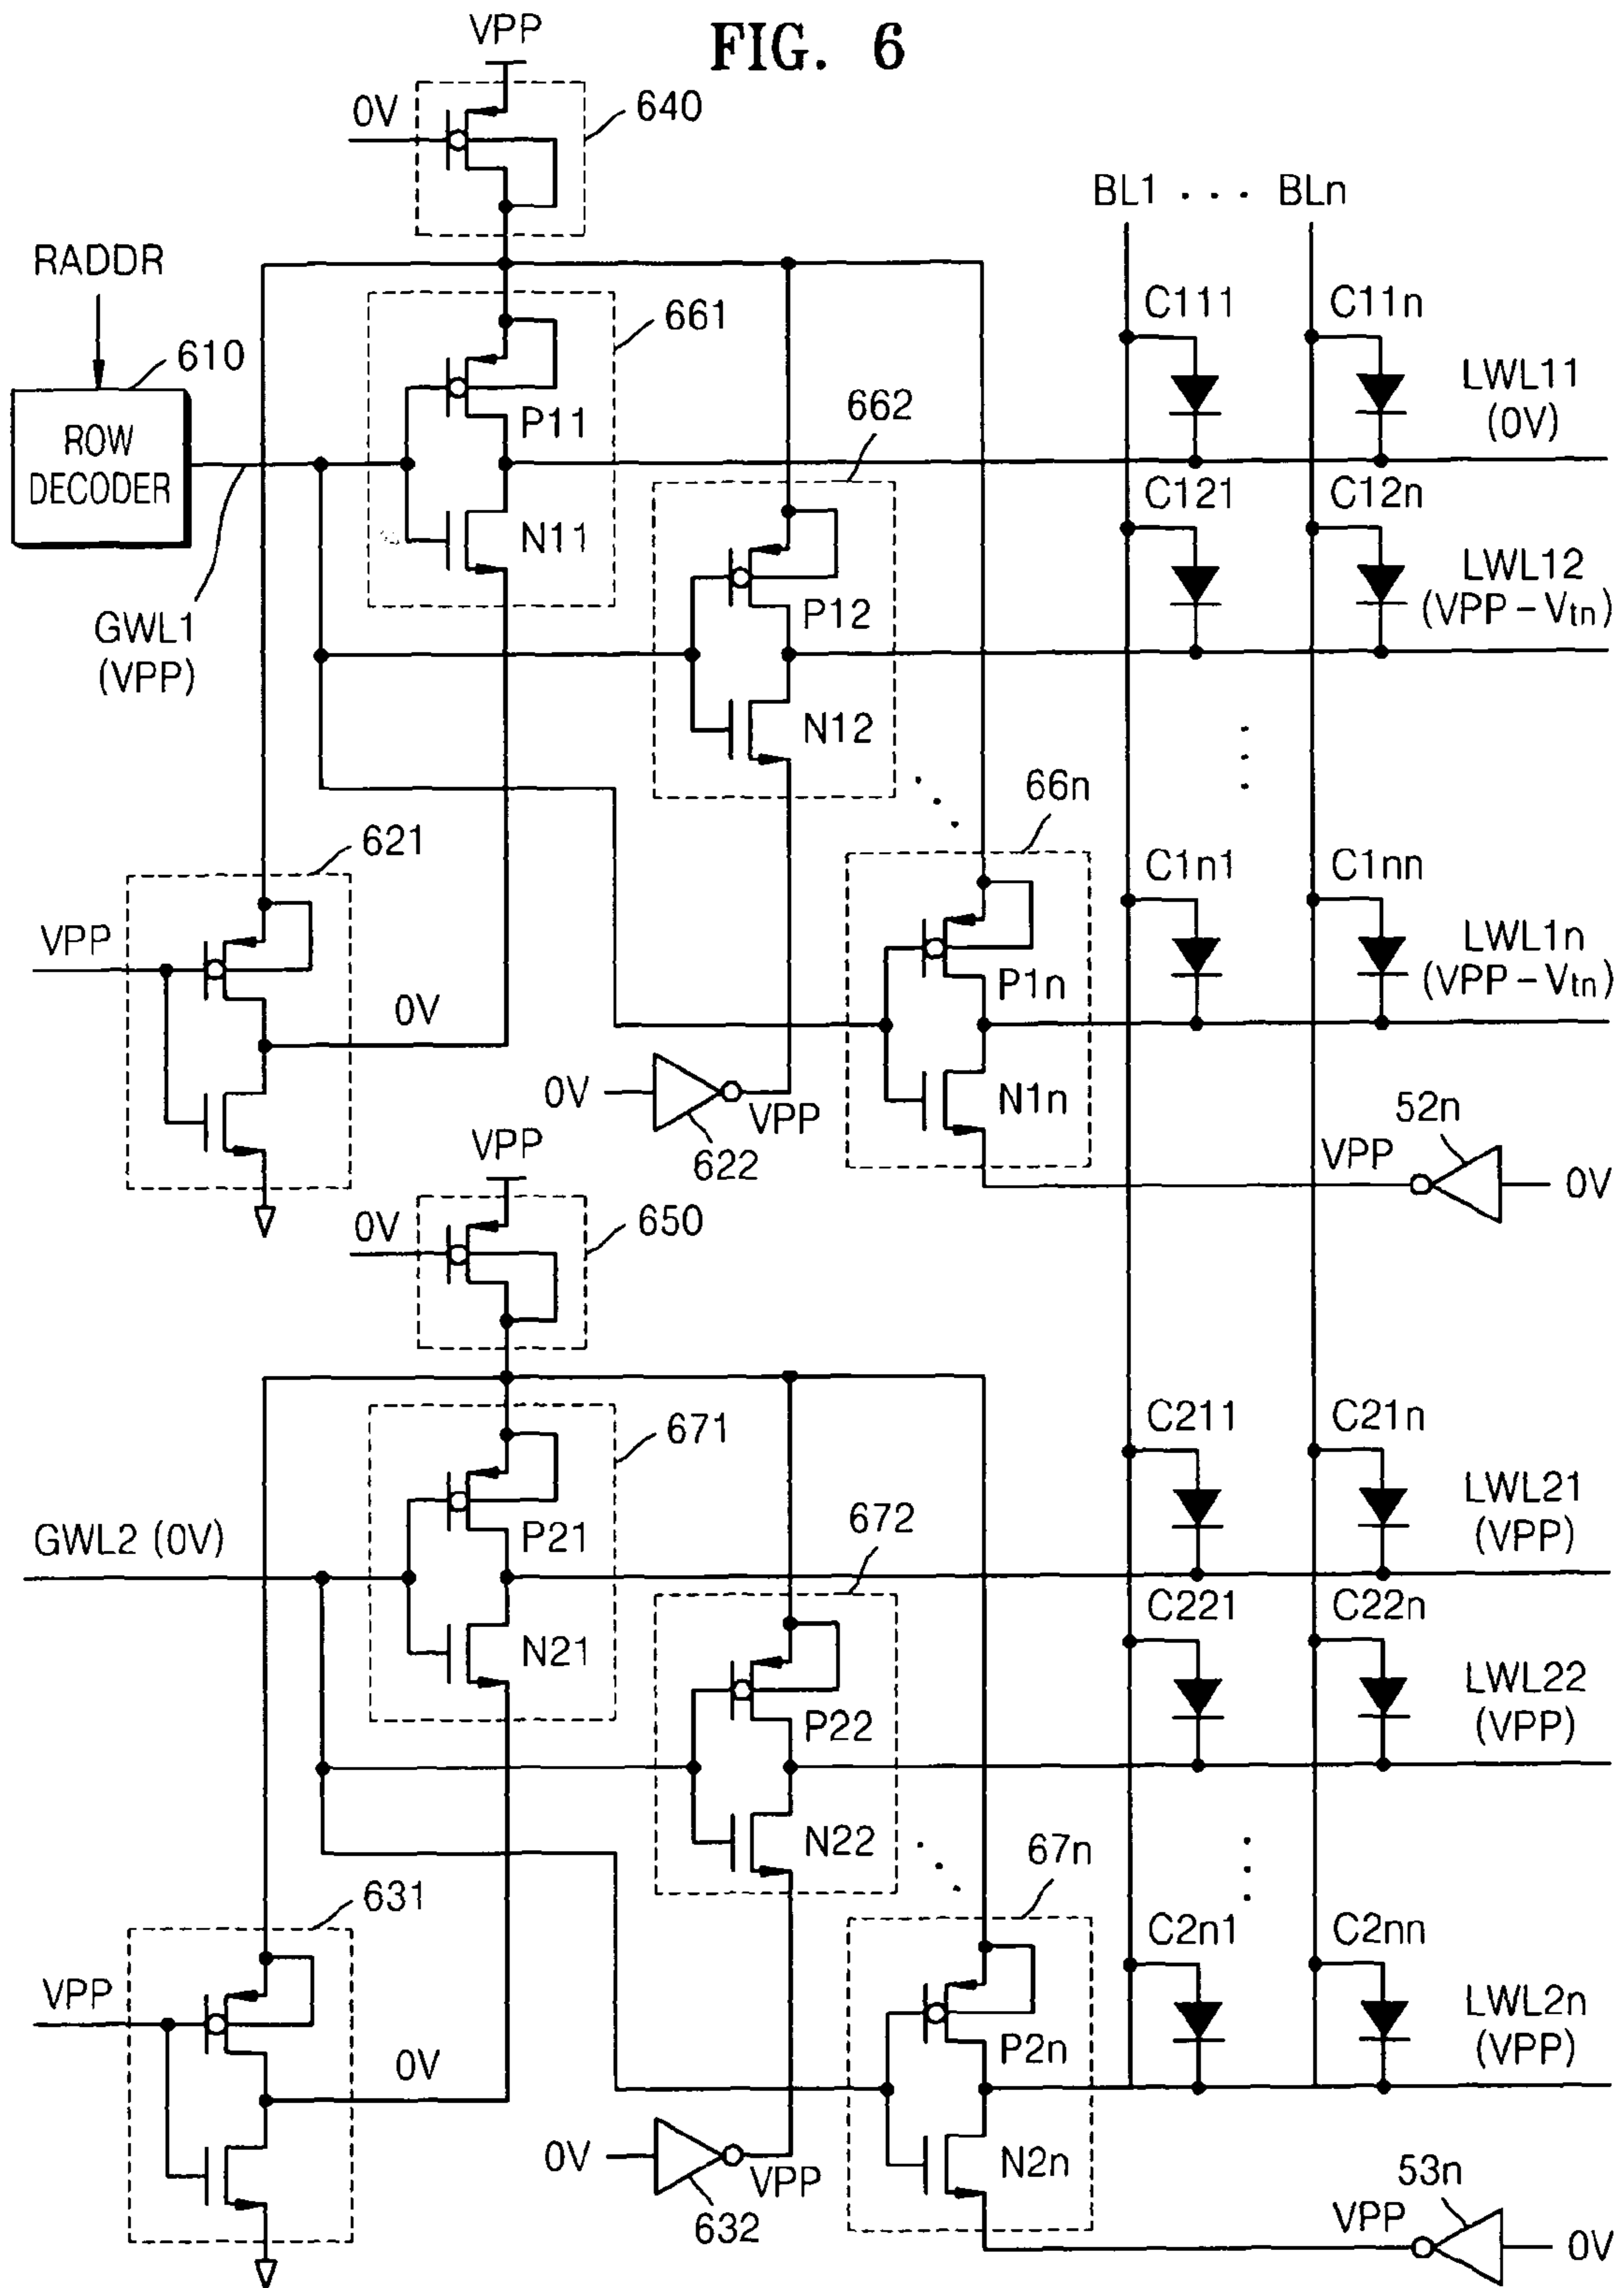 FIG. 6
VPP
0V
640
BL1 . . . BLn
RADDR
C111
C11n
661
610
LWL11
(0V)
ROW
DECODER
P11
662
C121
C12n
N11
LWL12
(VPP-Vtn)
P12
GWL1
(VPP)
N12
66n
621
C1n1
C1nn
VPP
LWL1n
(VPP-Vtn)
P1n
0V
0V
VPP
N1n
52n
622
VPP
VPP
0V
0V
650
C211
C21n
671
LWL21
(VPP)
672
GWL2 (0V)
P21
C221
C22n
N21
LWL22
(VPP)
P22
N22
67n
631
C2n1
C2nn
VPP
LWL2n
(VPP)
P2n
0V
0V
VPP
N2n
53n
632
VPP
0V